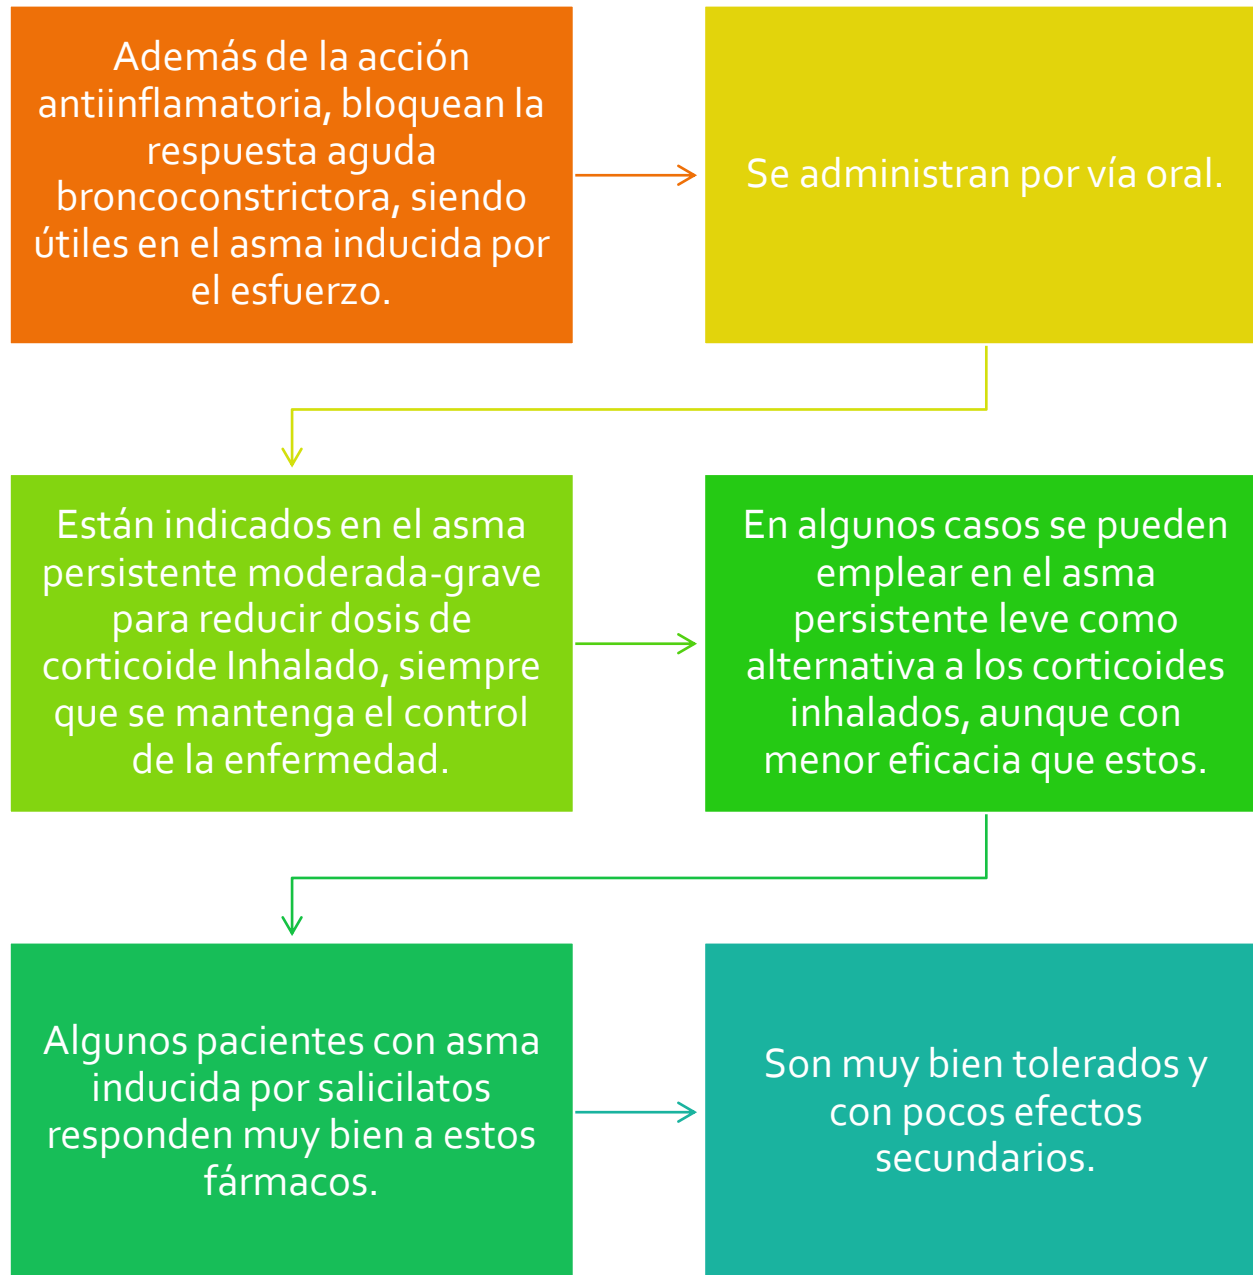 Además de la acción
antiinflamatoria, bloquean la
respuesta aguda
broncoconstrictora, siendo
útiles en el asma inducida por
el esfuerzo.
Se administran por vía oral.
Están indicados en el asma
persistente moderada-grave
para reducir dosis de
corticoide Inhalado, siempre
que se mantenga el control
de la enfermedad.
En algunos casos se pueden
emplear en el asma
persistente leve como
alternativa a los corticoides
inhalados, aunque con
menor eficacia que estos.
Algunos pacientes con asma
inducida por salicilatos
responden muy bien a estos
fármacos.
Son muy bien tolerados y
con pocos efectos
secundarios.